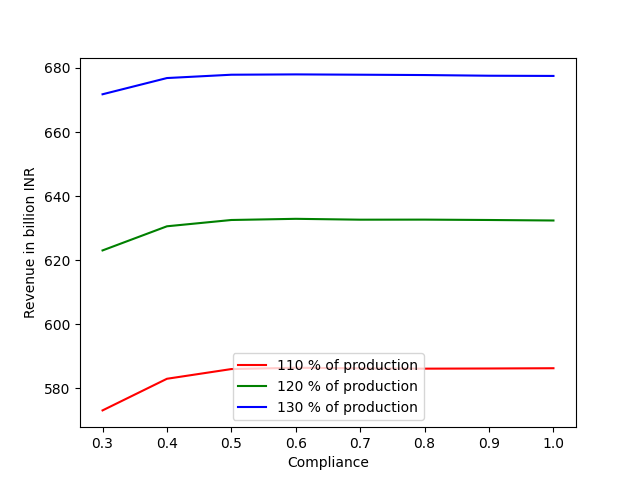 680
660
640
620
600
580
Revenue in billion INR
110 % of production
120 % of production
130 % of production
0.3 0.4 0.5 0.6 0.7 0.8 0.9 1.0
Compliance